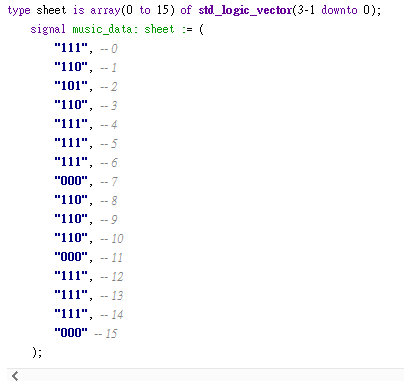 type sheet is array(0 to 15) of std_logic_vector(3-1 downto 0);
signal music_data: sheet := (
"111", -- 0
"110", -- 1
"101", -- 2
"110", -- 3
"111", -- 4
"111", -- 5
"111", -- 6
"000", -- 7
"110", -- 8
"110", -- 9
"110", -- 10
"000", -- 11
"111", -- 12
"111", -- 13
"111", -- 14
"000" -- 15
);